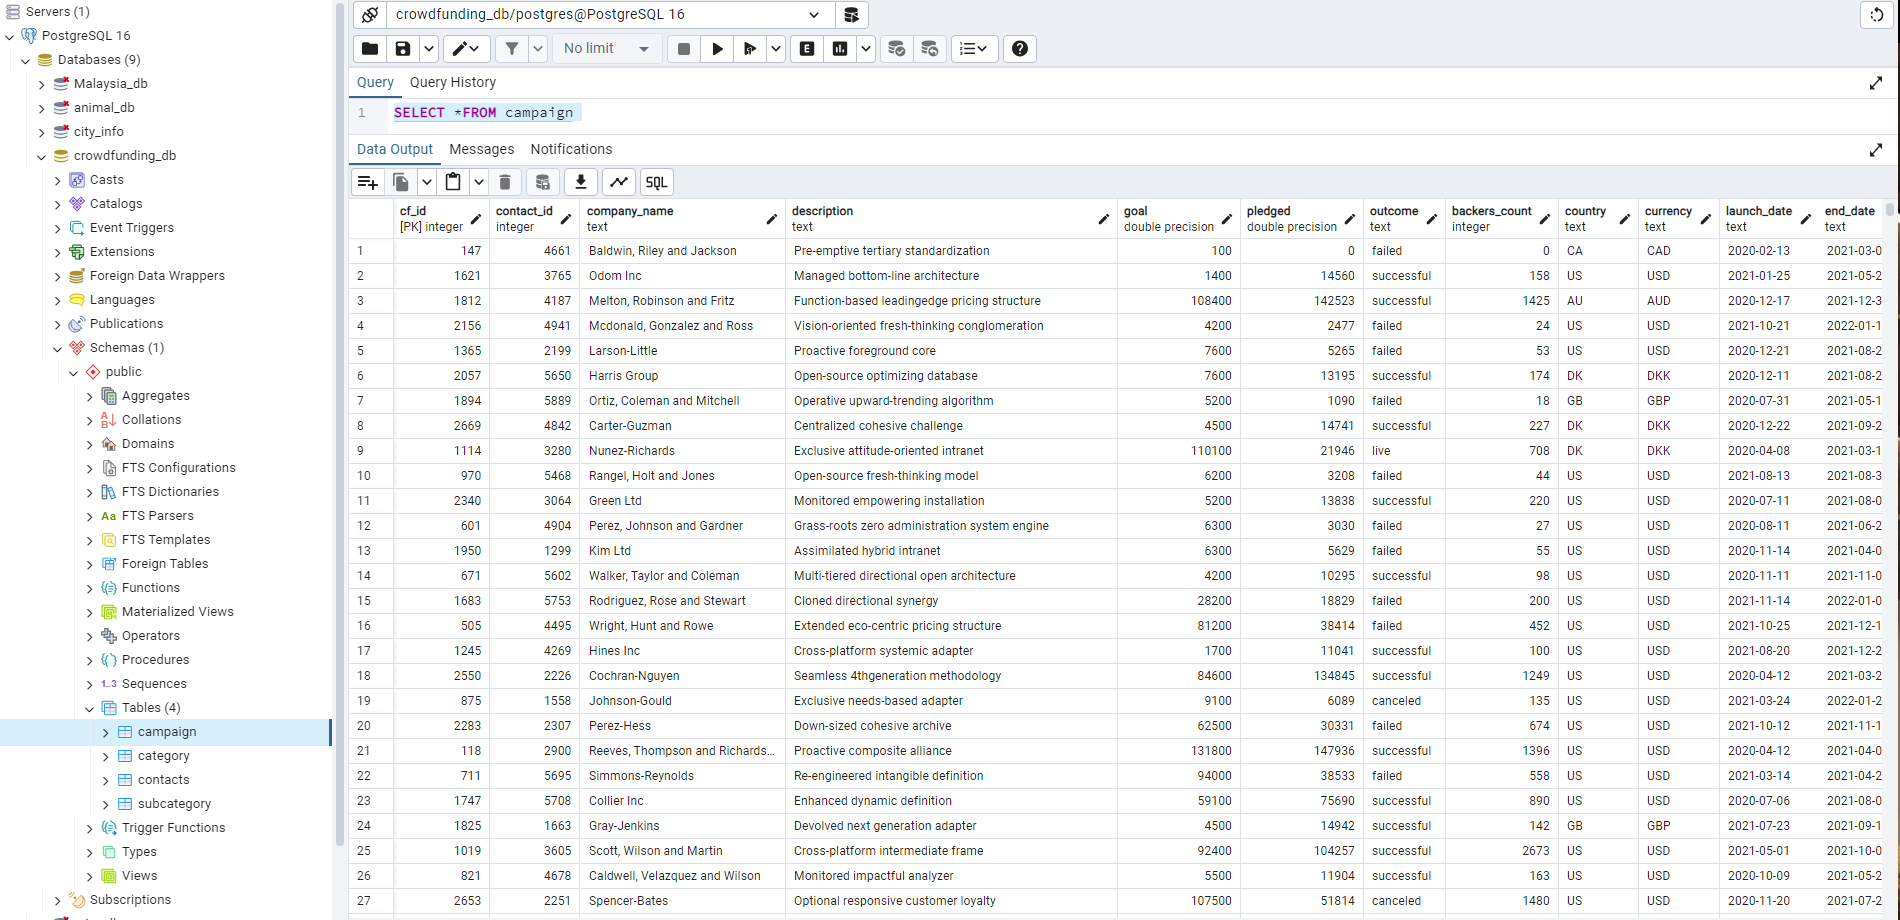 Servers (1)
PostgreSQL 16
Databases (9)
Malaysia_db
animal_db
city_info
crowdfunding_db
Casts
Catalogs
Event Triggers
Extensions
Foreign Data Wrappers
Languages
Publications
Schemas (1)
public
Aggregates
Collations
Domains
FTS Configurations
FTS Dictionaries
Aa FTS Parsers
FTS Templates
Foreign Tables
Functions
Materialized Views
Operators
Procedures
1..3 Sequences
Tables (4)
campaign
category
contacts
subcategory
Trigger Functions
Types
Views
Subscriptions
crowdfunding_db/postgres@PostgreSQL 16
No limit
E
Query Query History
1 SELECT *FROM campaign
Data Output Messages Notifications
SQL
cf_id contact_id company_name description goal pledged outcome backers_count country currency launch_date end_date
[PK] integer integer text text double precision double precision text integer text text text text
1 147 4661 Baldwin, Riley and Jackson Pre-emptive tertiary standardization 100 0 failed 0 CA CAD 2020-02-13 2021-03-0
2 1621 3765 Odom Inc Managed bottom-line architecture 1400 14560 successful 158 US USD 2021-01-25 2021-05-2
3 1812 4187 Melton, Robinson and Fritz Function-based leadingedge pricing structure 108400 142523 successful 1425 AU AUD 2020-12-17 2021-12-3
4 2156 4941 Mcdonald, Gonzalez and Ross Vision-oriented fresh-thinking conglomeration 4200 2477 failed 24 US USD 2021-10-21 2022-01-1
5 1365 2199 Larson-Little Proactive foreground core 7600 5265 failed 53 US USD 2020-12-21 2021-08-2
6 2057 5650 Harris Group Open-source optimizing database 7600 13195 successful 174 DK DKK 2020-12-11 2021-08-2
7 1894 5889 Ortiz, Coleman and Mitchell Operative upward-trending algorithm 5200 1090 failed 18 GB GBP 2020-07-31 2021-05-1
8 2669 4842 Carter-Guzman Centralized cohesive challenge 4500 14741 successful 227 DK DKK 2020-12-22 2021-09-2
9 1114 3280 Nunez-Richards Exclusive attitude-oriented intranet 110100 21946 live 708 DK DKK 2020-04-08 2021-03-1
10 970 5468 Rangel, Holt and Jones Open-source fresh-thinking model 6200 3208 failed 44 US USD 2021-08-13 2021-08-3
11 2340 3064 Green Ltd Monitored empowering installation 5200 13838 successful 220 US USD 2020-07-11 2021-08-0
12 601 4904 Perez, Johnson and Gardner Grass-roots zero administration system engine 6300 3030 failed 27 US USD 2020-08-11 2021-06-2
13 1950 1299 Kim Ltd Assimilated hybrid intranet 6300 5629 failed 55 US USD 2020-11-14 2021-04-0
14 671 5602 Walker, Taylor and Coleman Multi-tiered directional open architecture 4200 10295 successful 98 US USD 2020-11-11 2021-11-0
15 1683 5753 Rodriguez, Rose and Stewart Cloned directional synergy 28200 18829 failed 200 US USD 2021-11-14 2022-01-0
16 505 4495 Wright, Hunt and Rowe Extended eco-centric pricing structure 81200 38414 failed 452 US USD 2021-10-25 2021-12-1
17 1245 4269 Hines Inc Cross-platform systemic adapter 1700 11041 successful 100 US USD 2021-08-20 2021-12-2
18 2550 2226 Cochran-Nguyen Seamless 4thgeneration methodology 84600 134845 successful 1249 US USD 2020-04-12 2021-03-2
19 875 1558 Johnson-Gould Exclusive needs-based adapter 9100 6089 canceled 135 US USD 2021-03-24 2022-01-2
20 2283 2307 Perez-Hess Down-sized cohesive archive 62500 30331 failed 674 US USD 2021-10-12 2021-11-1
21 118 2900 Reeves, Thompson and Richards... Proactive composite alliance 131800 147936 successful 1396 US USD 2020-04-12 2021-04-0
22 711 5695 Simmons-Reynolds Re-engineered intangible definition 94000 38533 failed 558 US USD 2021-03-14 2021-04-2
23 1747 5708 Collier Inc Enhanced dynamic definition 59100 75690 successful 890 US USD 2020-07-06 2021-08-0
24 1825 1663 Gray-Jenkins Devolved next generation adapter 4500 14942 successful 142 GB GBP 2021-07-23 2021-09-1
25 1019 3605 Scott, Wilson and Martin Cross-platform intermediate frame 92400 104257 successful 2673 US USD 2021-05-01 2021-10-0
26 821 4678 Caldwell, Velazquez and Wilson Monitored impactful analyzer 5500 11904 successful 163 US USD 2020-10-09 2021-05-2
27 2653 2251 Spencer-Bates Optional responsive customer loyalty 107500 51814 canceled 1480 US USD 2020-11-20 2021-07-2